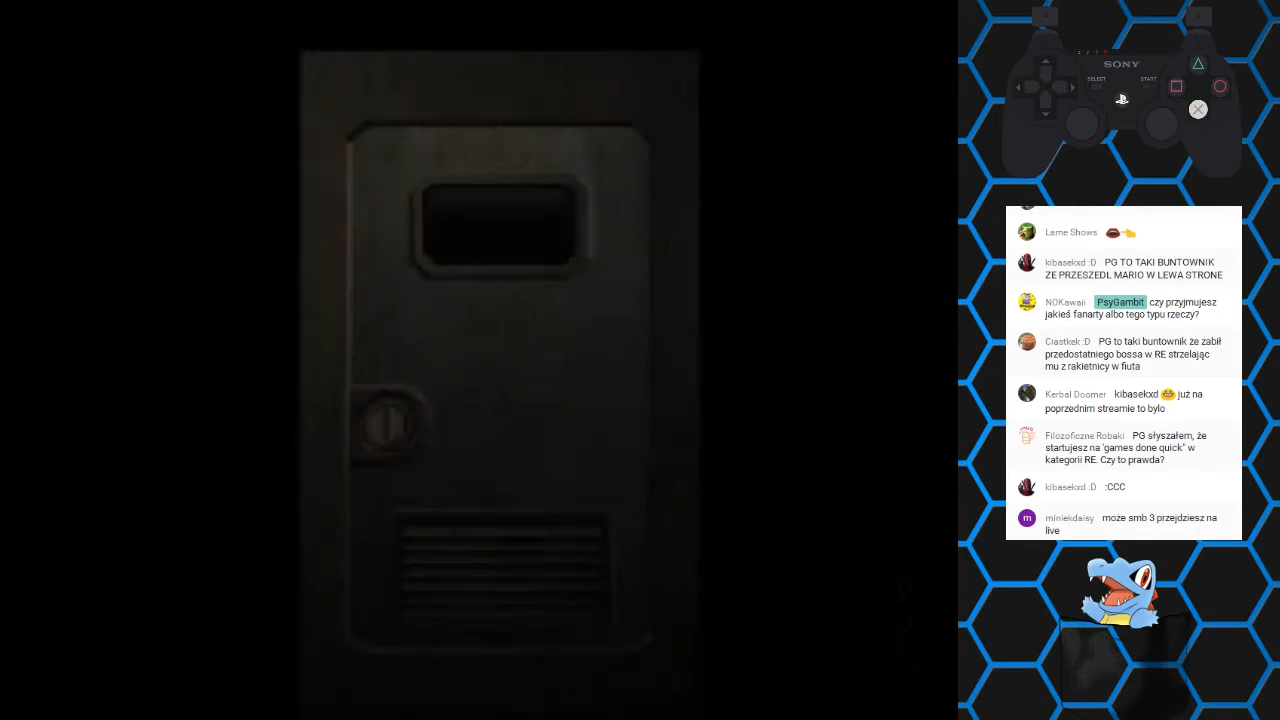 SONY
SELECT
START
Lame Shows
kibasekxd :D PG TO TAKI BUNTOWNIK
ZE PRZESZEDL MARIO W LEWA STRONE
NOKawaii PsyGambit czy przyjmujesz
jakieś fanarty albo tego typu rzeczy?
Ciastkek :D PG to taki buntownik że zabił
przedostatniego bossa w RE strzelając
mu z rakietnicy w fiuta
Kerbal Doomer kibasekxd 😂 już na
poprzednim streamie to bylo
Filozoficzne Robaki PG słyszałem, że
startujesz na 'games done quick" w
kategorii RE. Czy to prawda?
kibasekxd :D :CCC
m miniekdaisy może smb 3 przejdziesz na
live